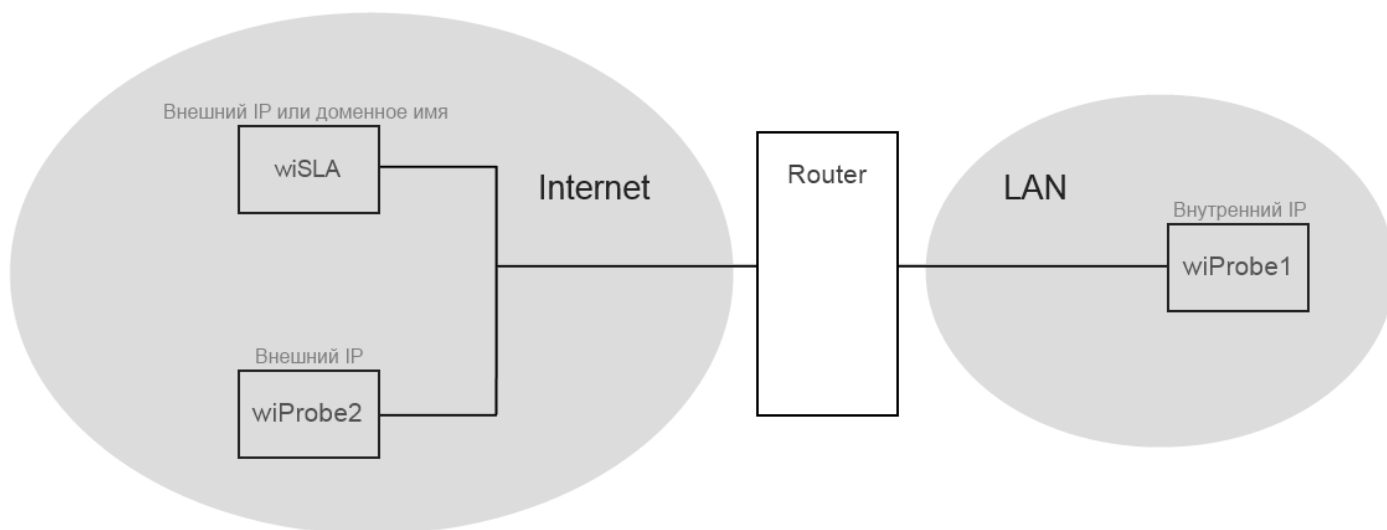 Внешний IP или доменное имя
wiSLA
Internet
Router
LAN
Внутренний IP
wiProbe1
Внешний IP
wiProbe2